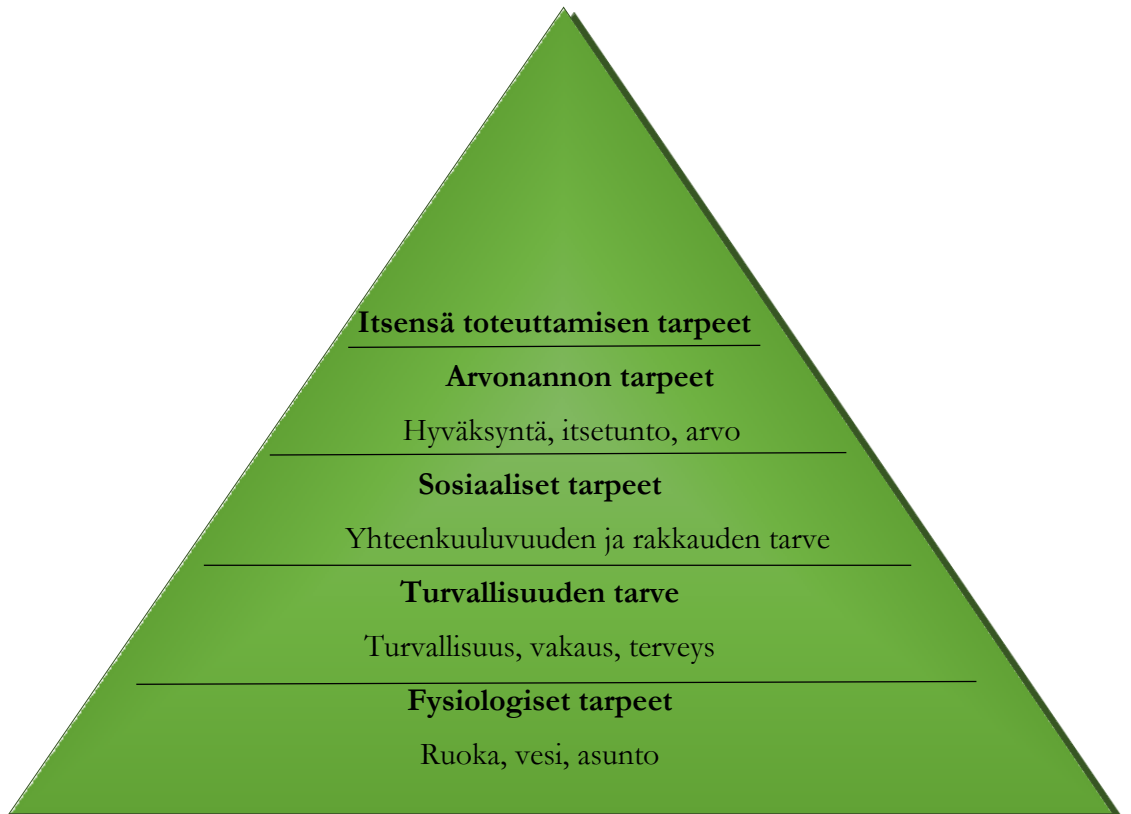 Itsensä toteuttamisen tarpeet
Arvonannon tarpeet
Hyväksyntä, itsetunto, arvo
Sosiaaliset tarpeet
Yhteenkuuluvuuden ja rakkauden tarve
Turvallisuuden tarve
Turvallisuus, vakaus, terveys
Fysiologiset tarpeet
Ruoka, vesi, asunto